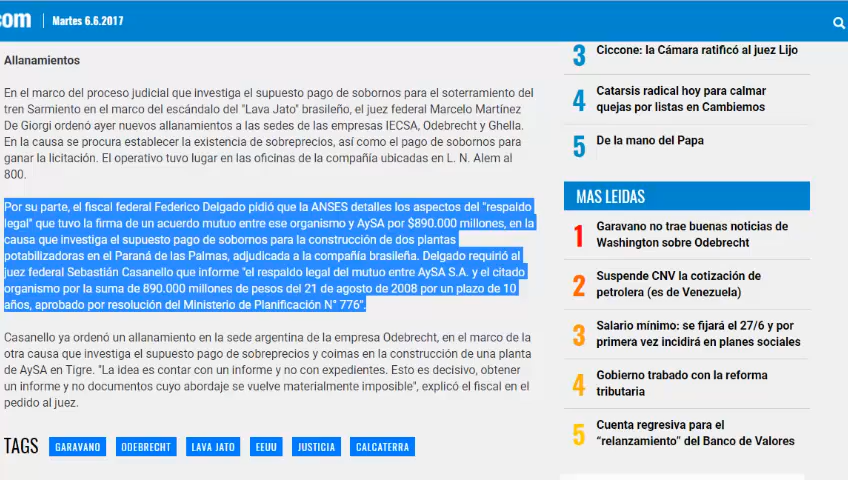 com | Martes 6.6.2017
Allanamientos
En el marco del proceso judicial que investiga el supuesto pago de sobornos para el soterramiento del
tren Sarmiento en el marco del escándalo del "Lava Jato" brasileño, el juez federal Marcelo Martínez
De Giorgi ordenó ayer nuevos allanamientos a las sedes de las empresas IECSA, Odebrecht y Ghella.
En la causa se procura establecer la existencia de sobreprecios, así como el pago de sobornos para
ganar la licitación. El operativo tuvo lugar en las oficinas de la compañía ubicadas en L. N. Alem al
800.
Por su parte, el fiscal federal Federico Delgado pidió que la ANSES detalles los aspectos del "respaldo
legal" que tuvo la firma de un acuerdo mutuo entre ese organismo y AySA por $890.000 millones, en la
causa que investiga el supuesto pago de sobornos para la construcción de dos plantas
potabilizadoras en el Paraná de las Palmas, adjudicada a la compañía brasileña. Delgado requirió al
juez federal Sebastián Casanello que informe "el respaldo legal del mutuo entre AySA S.A. y el citado
organismo por la suma de 890.000 millones de pesos del 21 de agosto de 2008 por un plazo de 10
años, aprobado por resolución del Ministerio de Planificación N° 776".
Casanello ya ordenó un allanamiento en la sede argentina de la empresa Odebrecht, en el marco de la
otra causa que investiga el supuesto pago de sobreprecios y coimas en la construcción de una planta
de AySA en Tigre. "La idea es contar con un informe y no con expedientes. Esto es decisivo, obtener
un informe y no documentos cuyo abordaje se vuelve materialmente imposible", explicó el fiscal en el
pedido al juez.
TAGS GARAVANO ODEBRECHT LAVA JATO EEUU JUSTICIA CALCATERRA
3 Ciccone: la Cámara ratificó al juez Lijo
4 Catarsis radical hoy para calmar
quejas por listas en Cambiemos
5 De la mano del Papa
MAS LEIDAS
1 Garavano no trae buenas noticias de
Washington sobre Odebrecht
2 Suspende CNV la cotización de
petrolera (es de Venezuela)
3 Salario mínimo: se fijará el 27/6 y por
primera vez incidirá en planes sociales
4 Gobierno trabado con la reforma
tributaria
5 Cuenta regresiva para el
“relanzamiento” del Banco de Valores